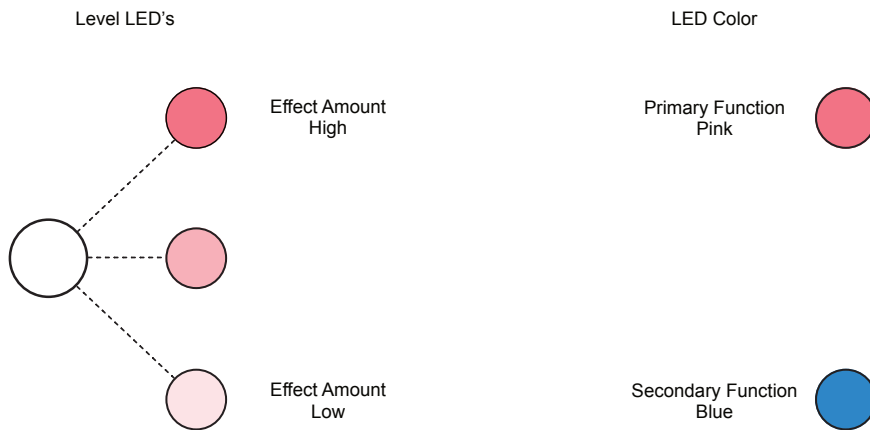 Level LED's
Effect Amount
High
Effect Amount
Low
LED Color
Primary Function
Pink
Secondary Function
Blue